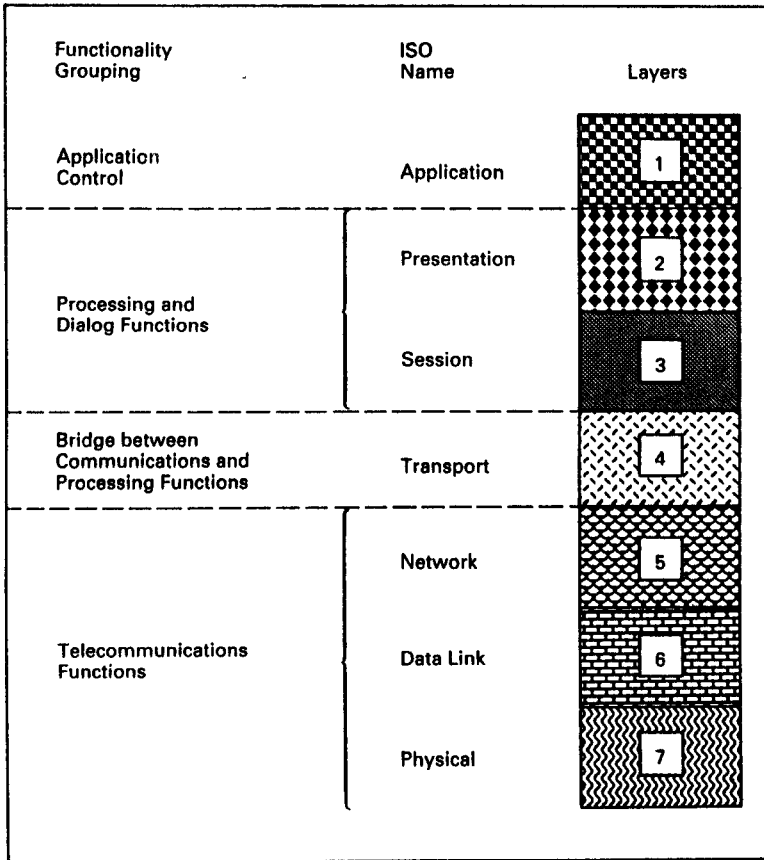 Functionality
Grouping
ISO
Name
Layers
Application
Control
Application
1
Presentation
2
Processing and
Dialog Functions
Session
3
Bridge between
Communications and
Processing Functions
Transport
4
Network
5
Telecommunications
Functions
Data Link
6
Physical
7